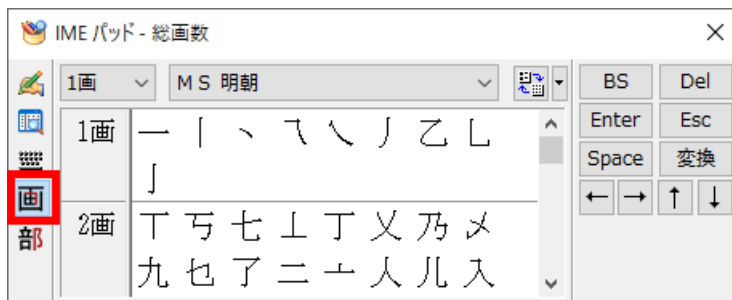 IME パッド - 総画数
1画 ＭＳ 明朝
1画 一 丨 丶 ⺄ 乀 丿 乙 乚
亅
2画 丅 丂 七 丄 丁 乂 乃 〤
九 乜 了 二 亠 人 儿 入
画
部
BS Del
Enter Esc
Space 変換
← → ↑ ↓